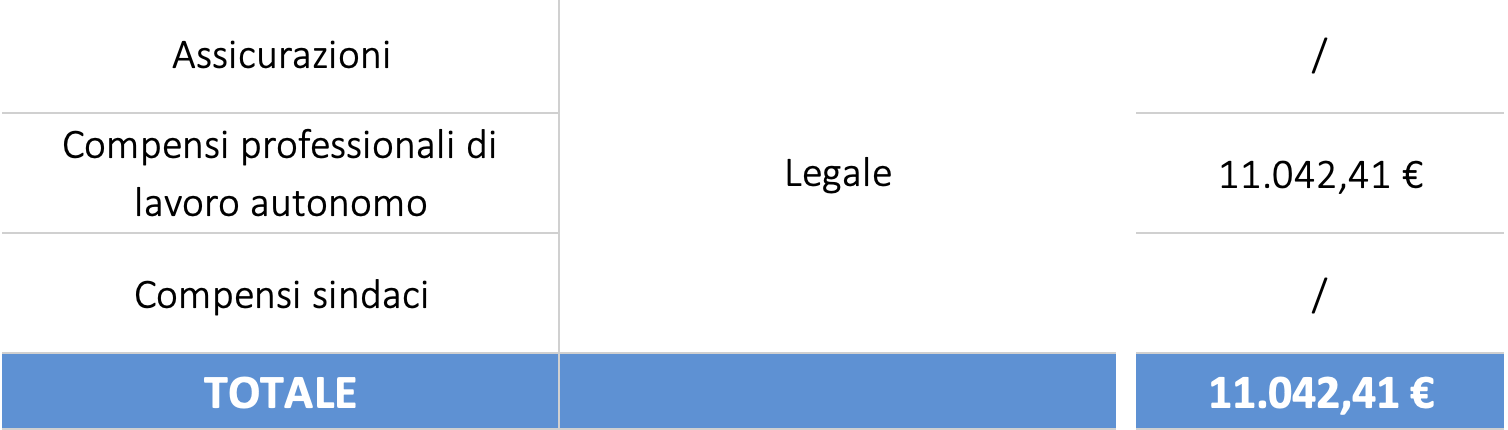 Assicurazioni
/
Compensi professionali di
lavoro autonomo
Legale
11.042,41 €
Compensi sindaci
/
TOTALE
11.042,41 €